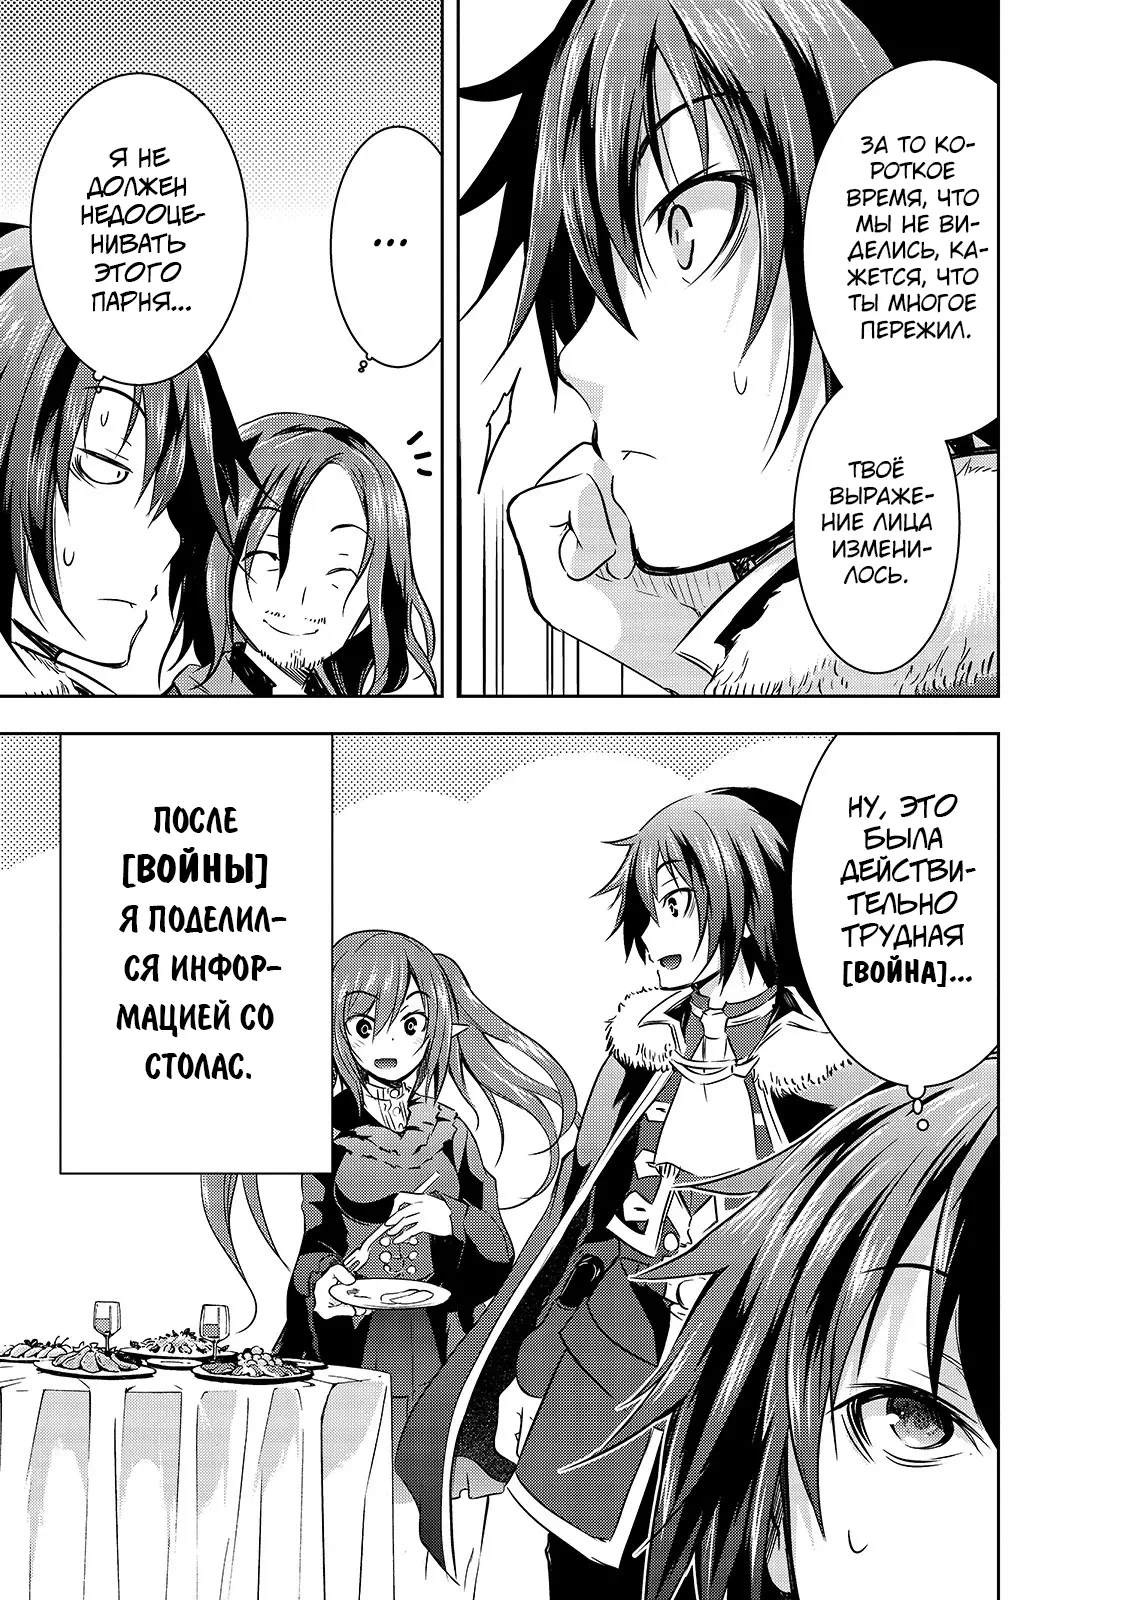 ЗА ТО КО-
РОТКОЕ
ВРЕМЯ, ЧТО
МЫ НЕ ВИ-
ДЕЛИСЬ, КА-
ЖЕТСЯ, ЧТО
ТЫ МНОГОЕ
ПЕРЕЖИЛ.
ТВОЁ
ВЫРАЖЕ-
НИЕ ЛИЦА
ИЗМЕНИ-
ЛОСЬ.
...
Я НЕ
ДОЛЖЕН
НЕДООЦЕ-
НИВАТЬ
ЭТОГО
ПАРНЯ...
НУ, ЭТО
БЫЛА
ДЕЙСТВИ-
ТЕЛЬНО
ТРУДНАЯ
[ВОЙНА]...
ПОСЛЕ
[ВОЙНЫ]
Я ПОДЕЛИЛ-
СЯ ИНФОР-
МАЦИЕЙ СО
СТОЛАС.